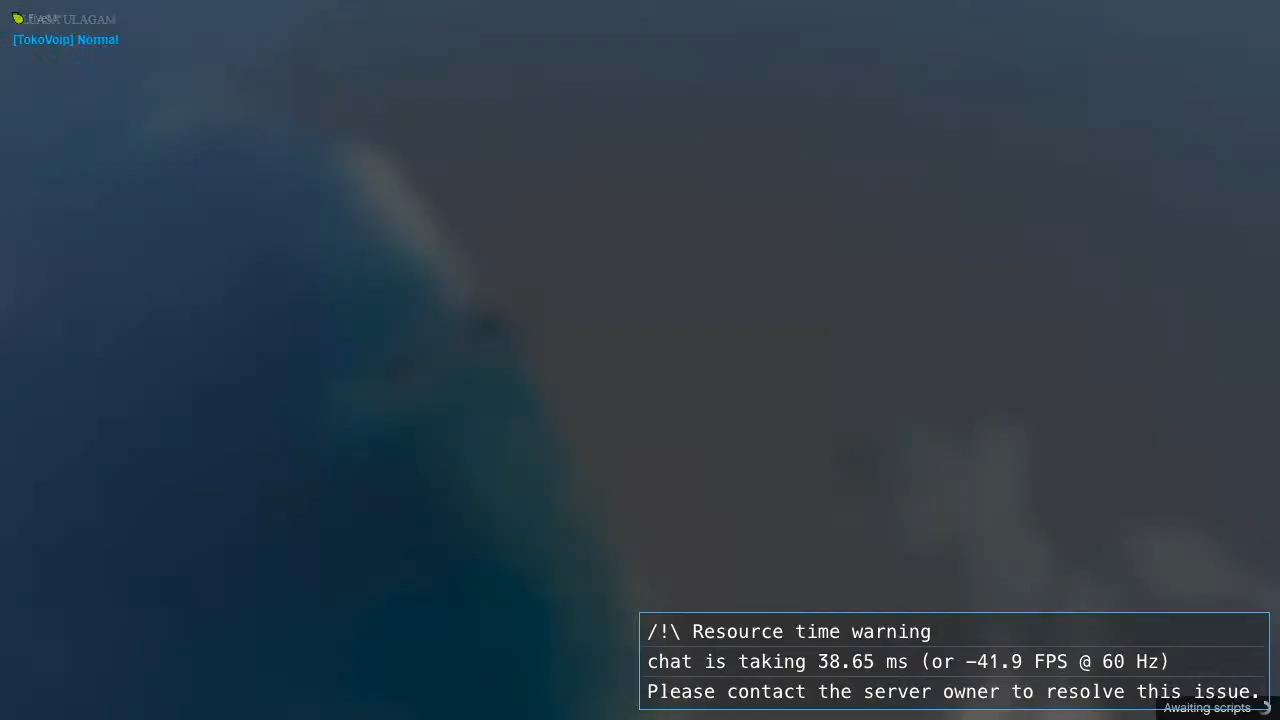 ULAGAM
[TokoVoip] Normal
/!\ Resource time warning
chat is taking 38.65 ms (or -41.9 FPS @ 60 Hz)
Please contact the server owner to resolve this issue.
Awaiting scripts